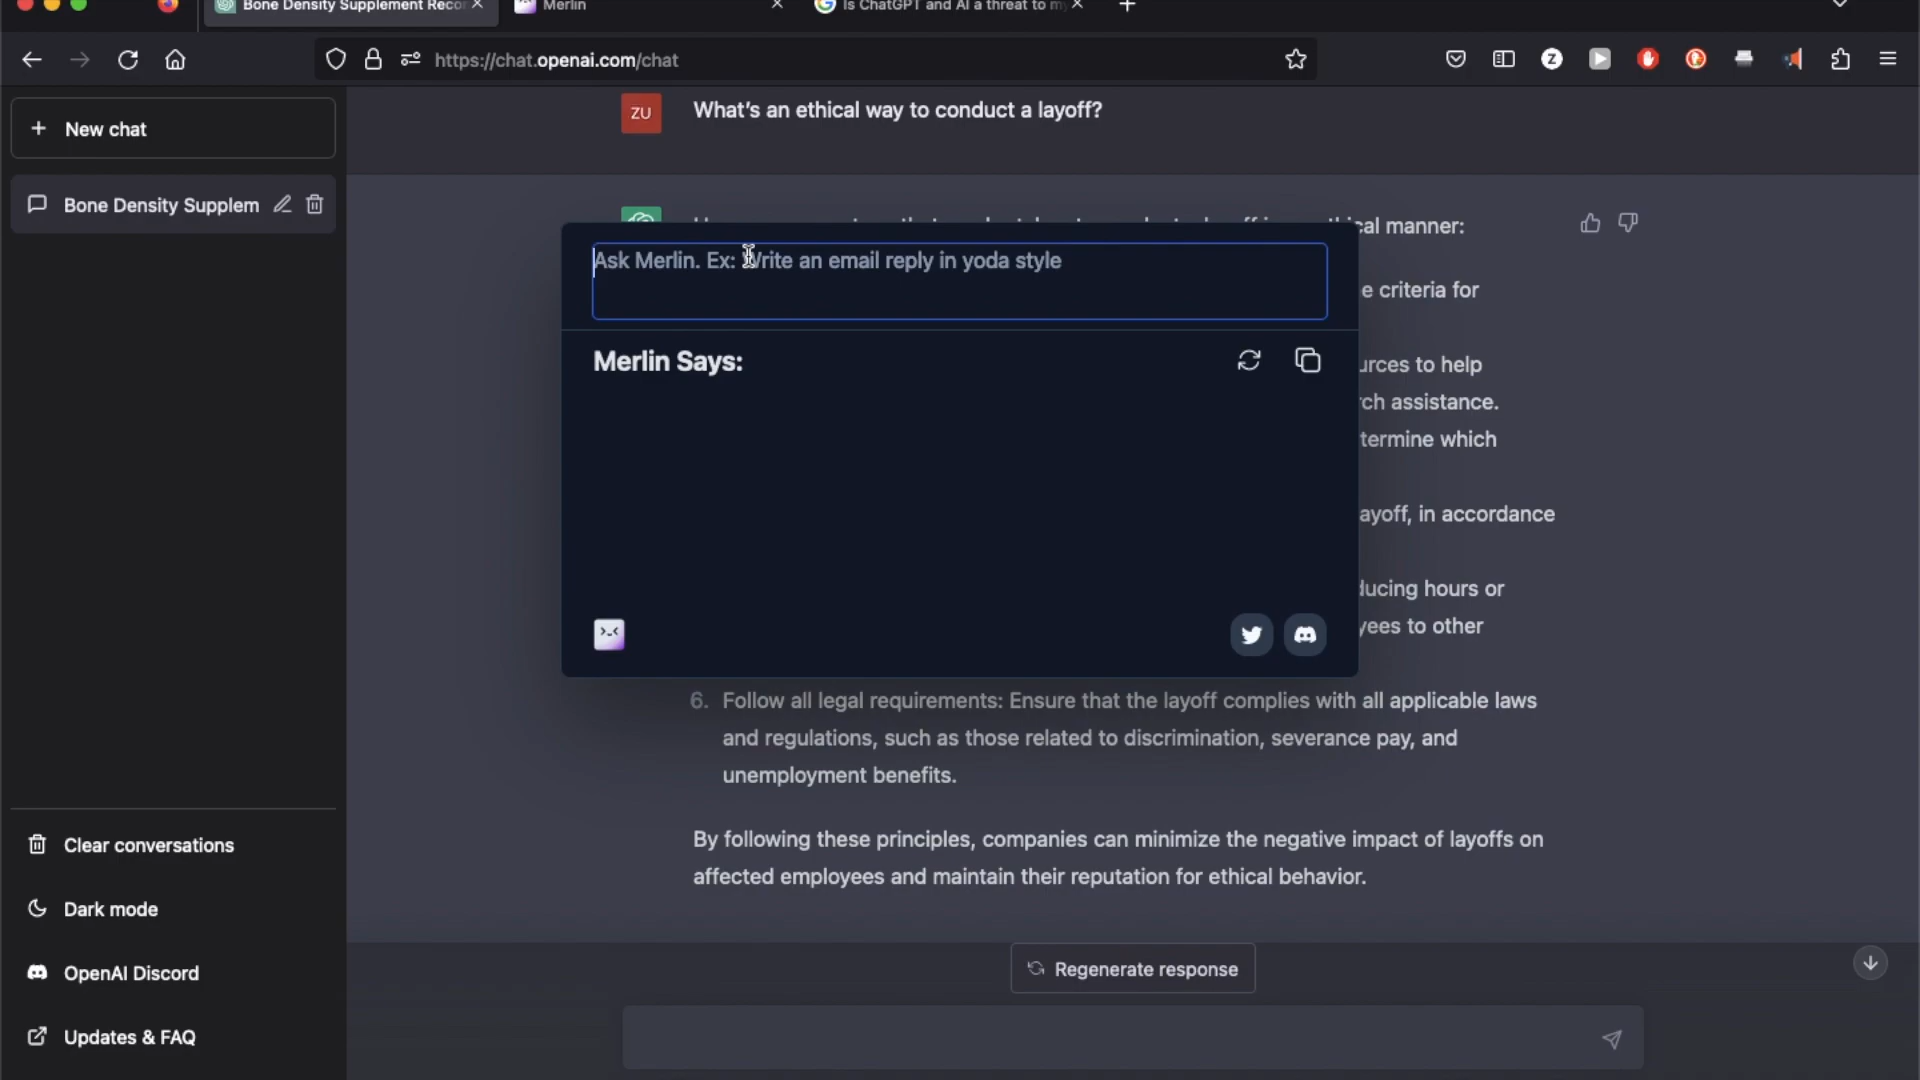 Bone Density Supplement Recor
Merlin
Is ChatGPT and AI a threat to my
https://chat.openai.com/chat
Z
New chat
Bone Density Supplem
ZU
What's an ethical way to conduct a layoff?
ical manner:
Ask Merlin. Ex: Write an email reply in yoda style
e criteria for
Merlin Says:
urces to help
rch assistance.
termine which
ayoff, in accordance
ducing hours or
yees to other
6. Follow all legal requirements: Ensure that the layoff complies with all applicable laws
and regulations, such as those related to discrimination, severance pay, and
unemployment benefits.
By following these principles, companies can minimize the negative impact of layoffs on
affected employees and maintain their reputation for ethical behavior.
Clear conversations
Dark mode
OpenAI Discord
Updates & FAQ
Regenerate response